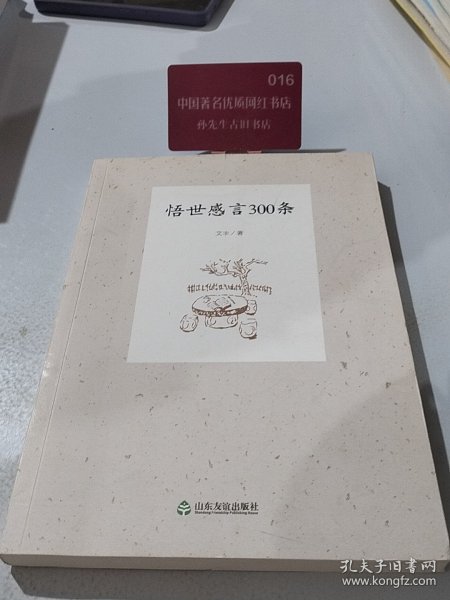 016
中国著名优质网红书店
孙先生古旧书店
悟世感言300条
文丰/著
山东友谊出版社
Shandong Friendship Publishing House
孔夫子旧书网
www.kongfz.com